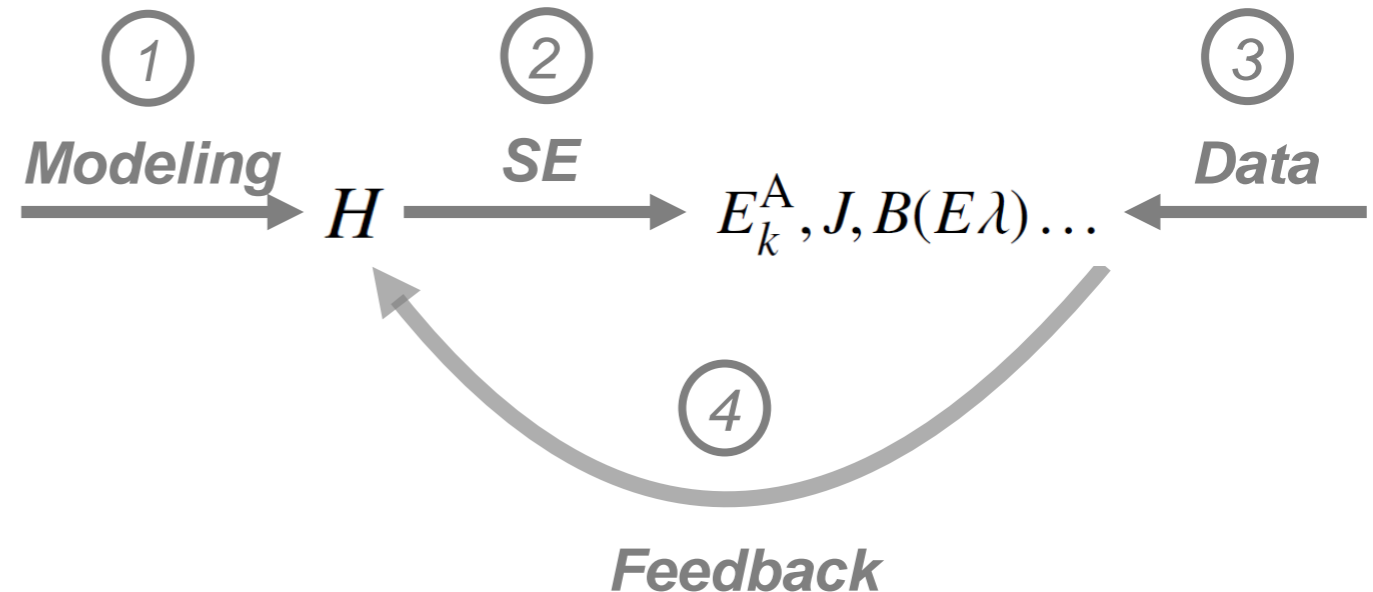 1 2 3
Modeling SE Data
H E_k^A, J, B(Eλ)…
4
Feedback